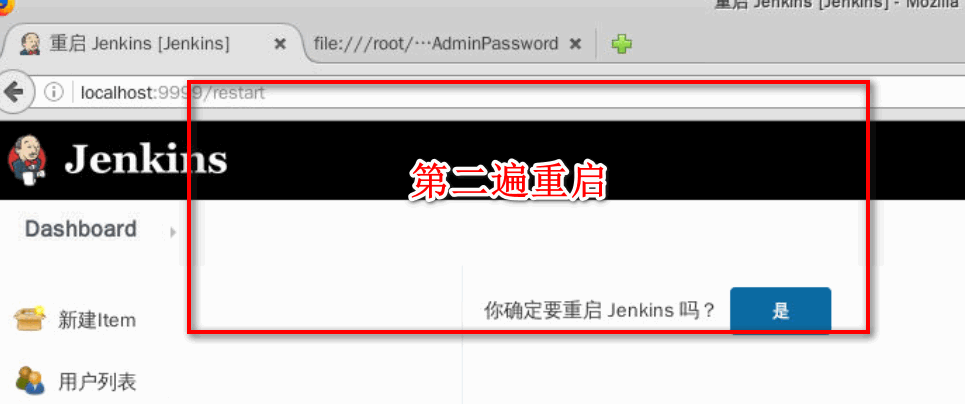 重启 Jenkins [Jenkins] - Mozilla
重启 Jenkins [Jenkins]
file:///root/···AdminPassword
localhost:9999/restart
Jenkins
第二遍重启
Dashboard
你确定要重启 Jenkins 吗？
是
新建Item
用户列表